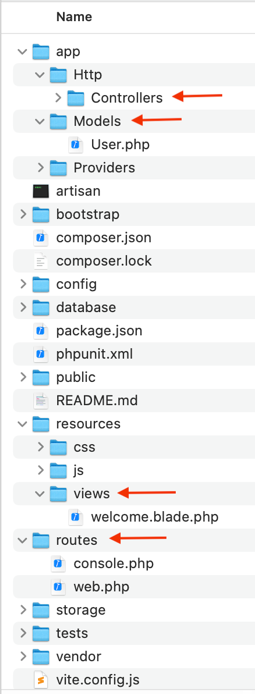 Name
app
Http
Controllers
Models
User.php
Providers
artisan
bootstrap
composer.json
composer.lock
config
database
package.json
phpunit.xml
public
README.md
resources
css
js
views
welcome.blade.php
routes
console.php
web.php
storage
tests
vendor
vite.config.js